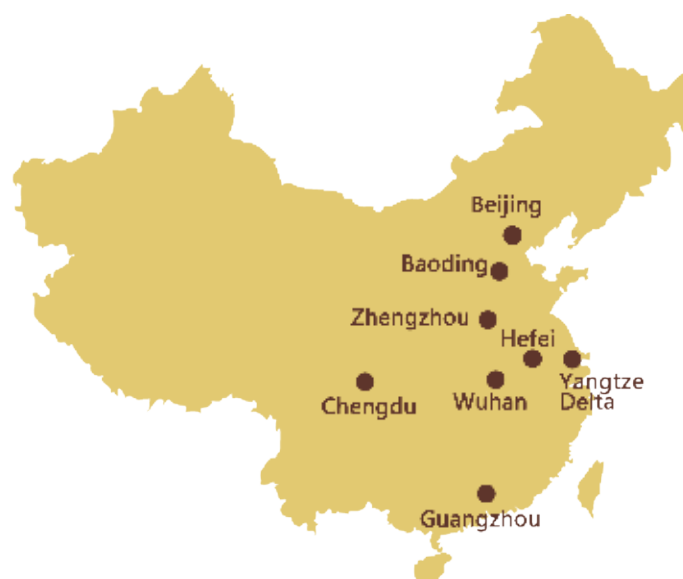 Beijing
Baoding
Zhengzhou
Hefei
Yangtze
Delta
Chengdu
Wuhan
Guangzhou